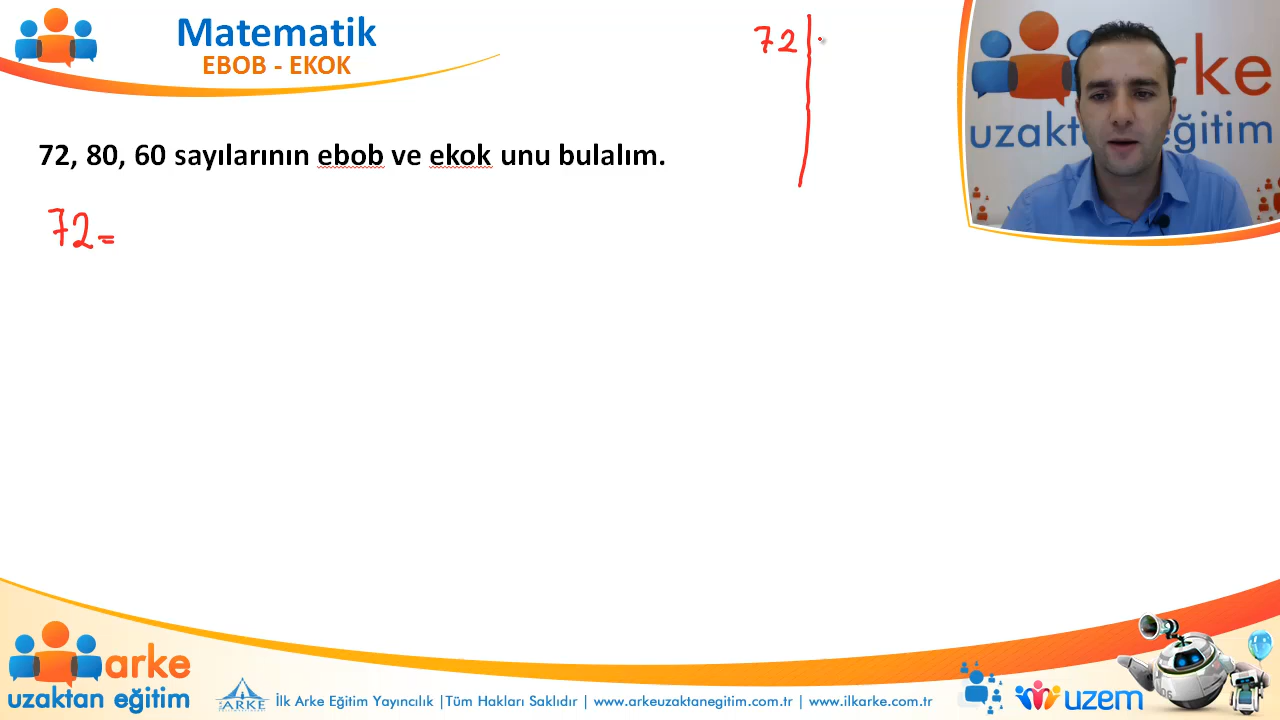 Matematik
EBOB - EKOK
72
72, 80, 60 sayılarının ebob ve ekok unu bulalım.
72=
arke
uzaktan eğitim
arke
uzaktan eğitim
ARKE
İlk Arke Eğitim Yayıncılık |Tüm Hakları Saklıdır | www.arkeuzaktanegitim.com.tr | www.ilkarke.com.tr
uzem